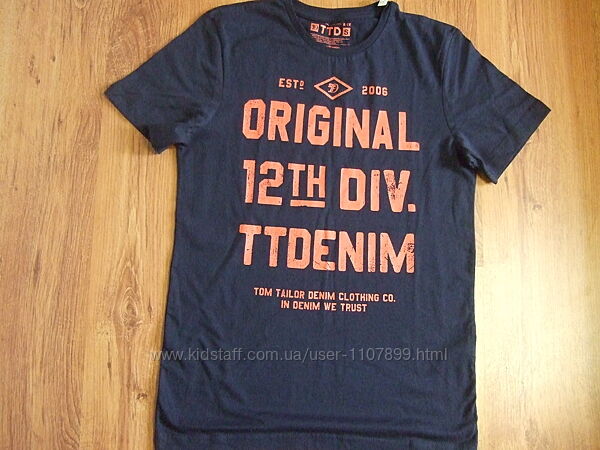 TTDS
ESTD 2006
ORIGINAL
12TH DIV.
TTDENIM
TOM TAILOR DENIM CLOTHING CO.
IN DENIM WE TRUST
www.kidstaff.com.ua/user-1107899.html